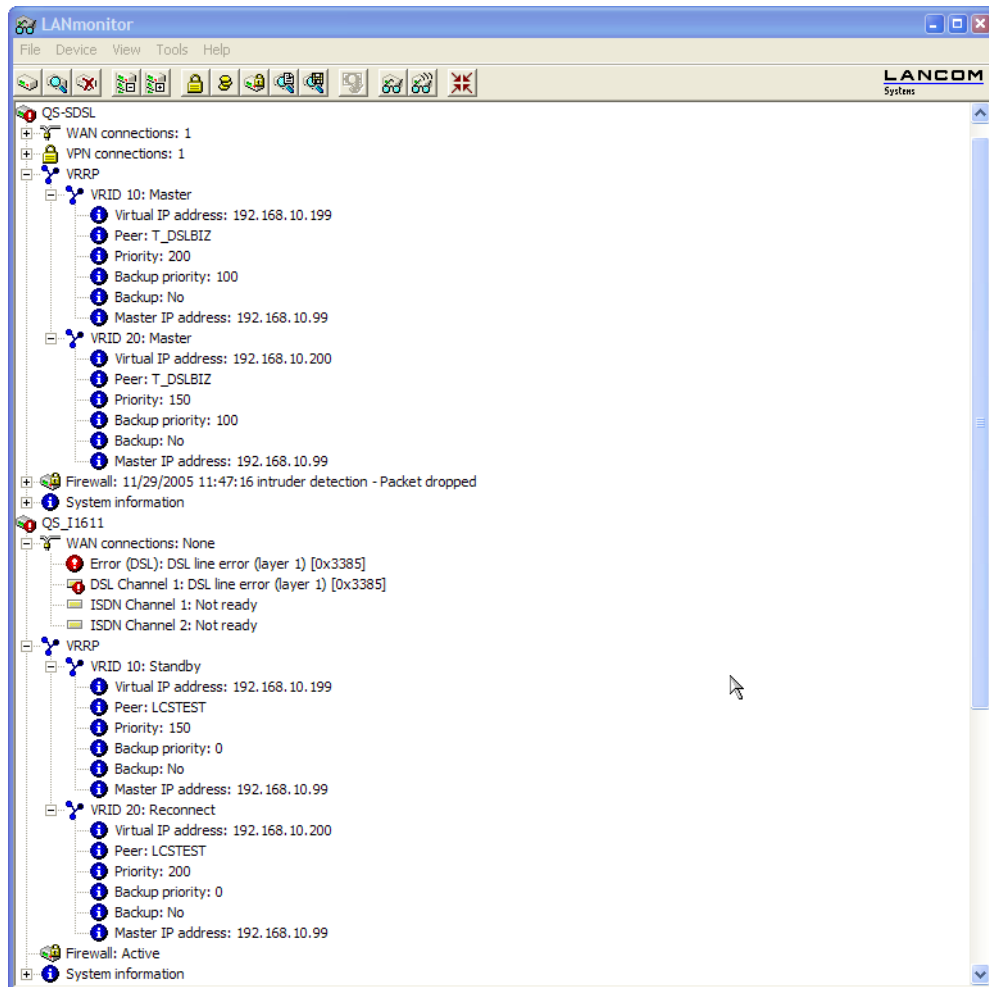 LANmonitor
File Device View Tools Help
LANCOM
Systems
QS-SDSL
WAN connections: 1
VPN connections: 1
VRRP
VRID 10: Master
Virtual IP address: 192.168.10.199
Peer: T_DSLBIZ
Priority: 200
Backup priority: 100
Backup: No
Master IP address: 192.168.10.99
VRID 20: Master
Virtual IP address: 192.168.10.200
Peer: T_DSLBIZ
Priority: 150
Backup priority: 100
Backup: No
Master IP address: 192.168.10.99
Firewall: 11/29/2005 11:47:16 intruder detection - Packet dropped
System information
QS_I1611
WAN connections: None
Error (DSL): DSL line error (layer 1) [0x3385]
DSL Channel 1: DSL line error (layer 1) [0x3385]
ISDN Channel 1: Not ready
ISDN Channel 2: Not ready
VRRP
VRID 10: Standby
Virtual IP address: 192.168.10.199
Peer: LCSTEST
Priority: 150
Backup priority: 0
Backup: No
Master IP address: 192.168.10.99
VRID 20: Reconnect
Virtual IP address: 192.168.10.200
Peer: LCSTEST
Priority: 200
Backup priority: 0
Backup: No
Master IP address: 192.168.10.99
Firewall: Active
System information